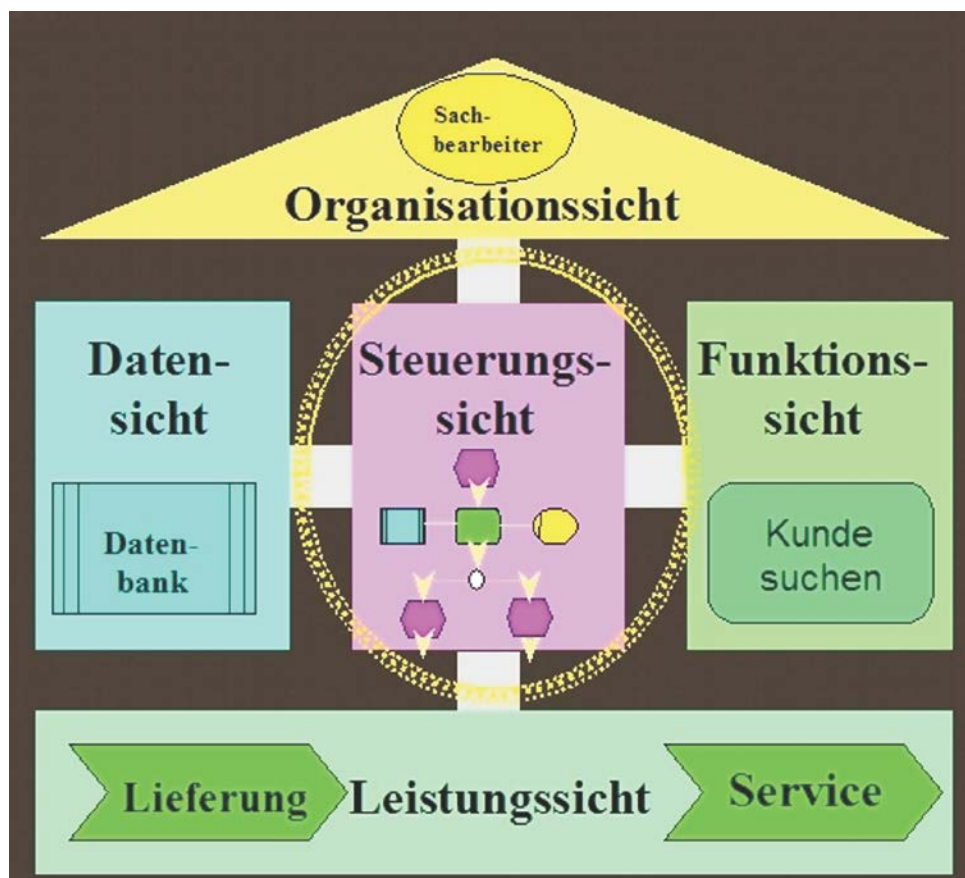 Sach-
bearbeiter
Organisationssicht
Daten-
sicht
Daten-
bank
Steuerungs-
sicht
Funktions-
sicht
Kunde
suchen
Lieferung
Leistungssicht
Service